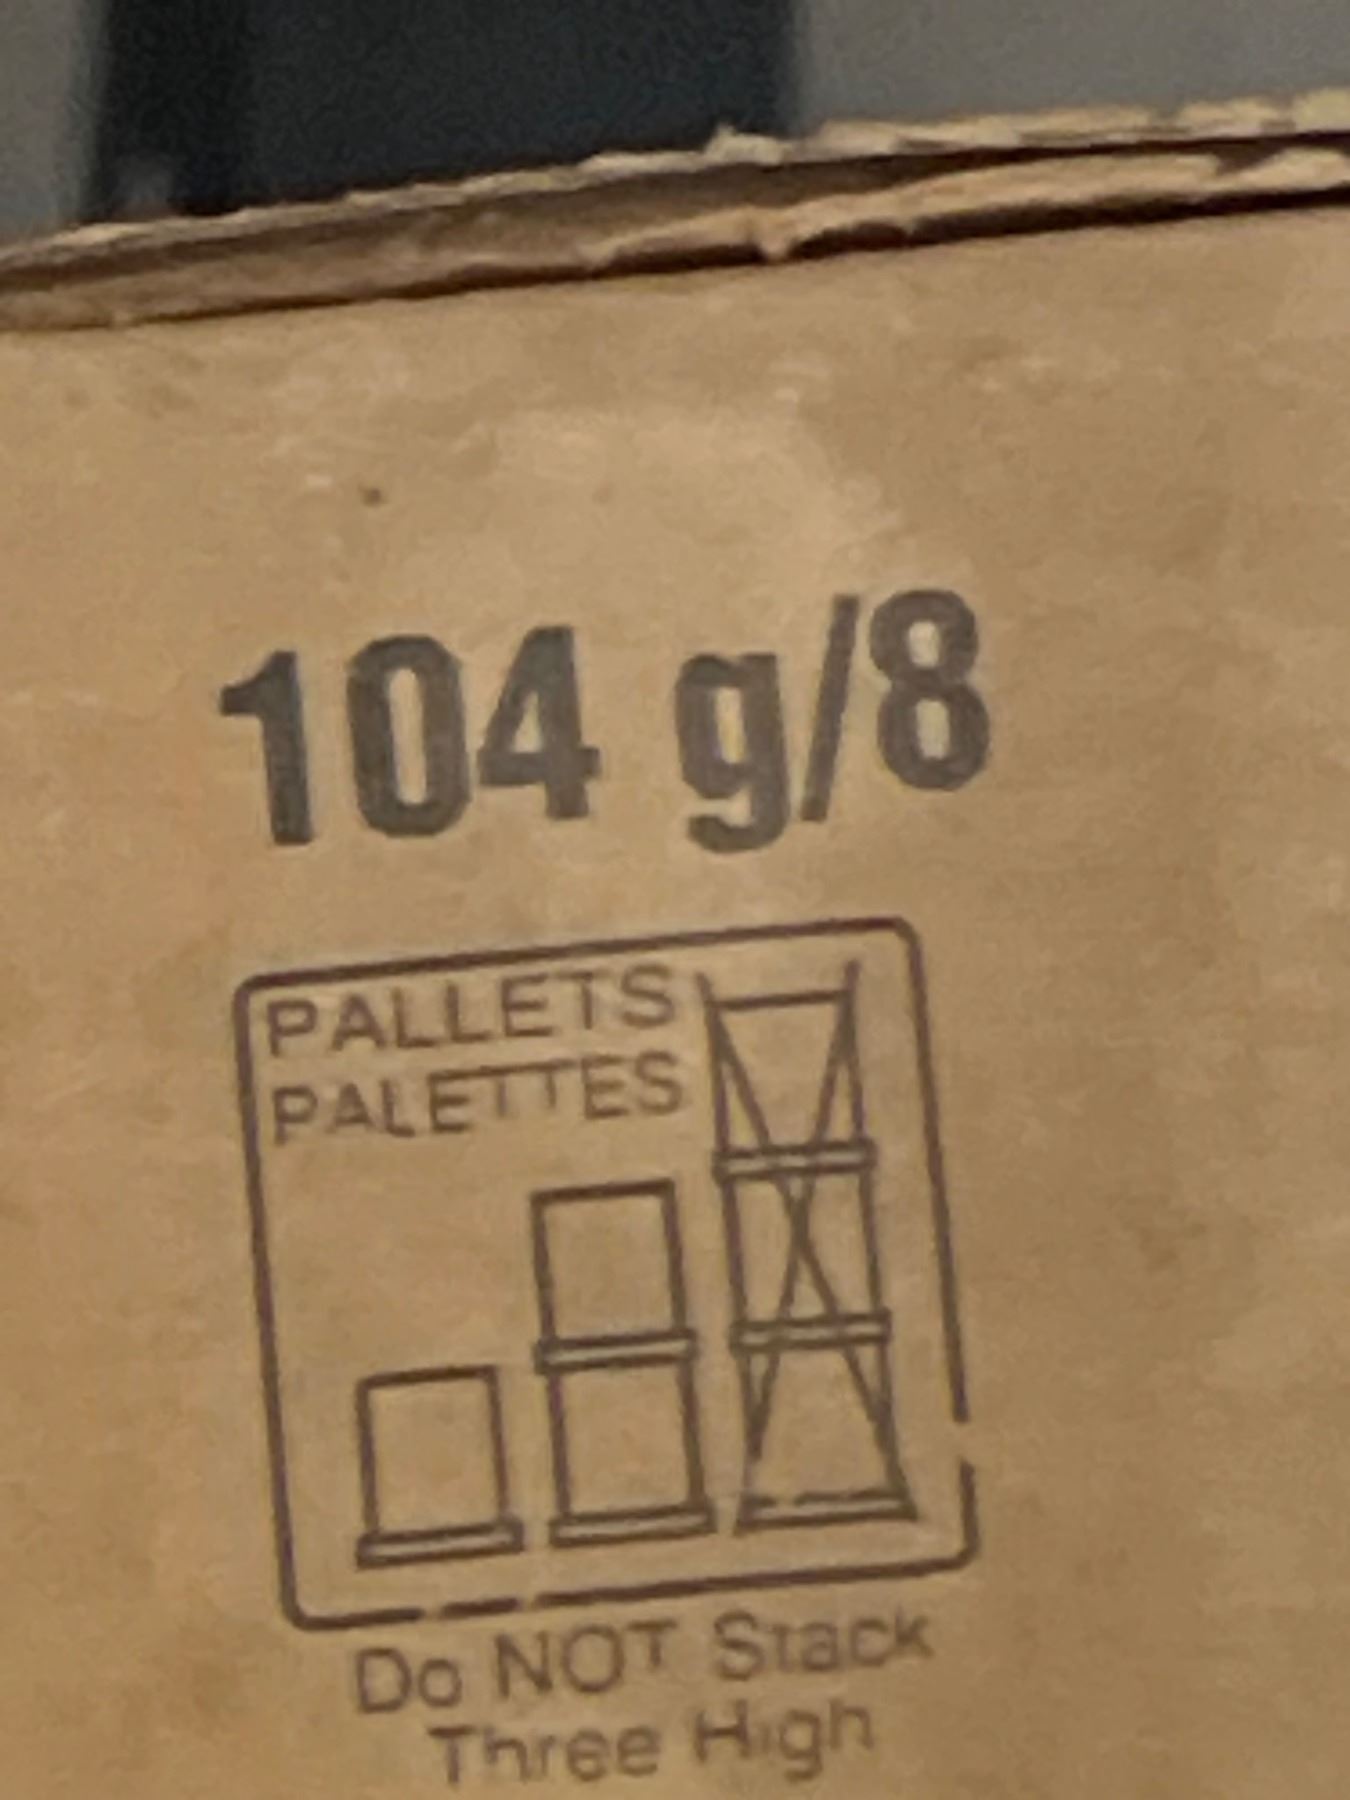 104 g/8
PALLETS
PALETTES
Do NOT Stack
Three High